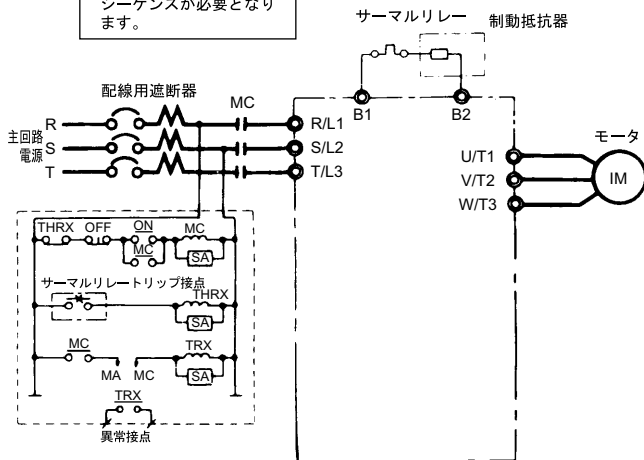 シーケンスが必要となり
ます。
サーマルリレー
制動抵抗器
B1
B2
配線用遮断器
MC
主回路
電源
R
S
T
R/L1
S/L2
T/L3
U/T1
V/T2
W/T3
モータ
IM
THRX
OFF
ON
MC
MC
SA
サーマルリレートリップ接点
THRX
SA
MC
MA
MC
TRX
SA
TRX
異常接点